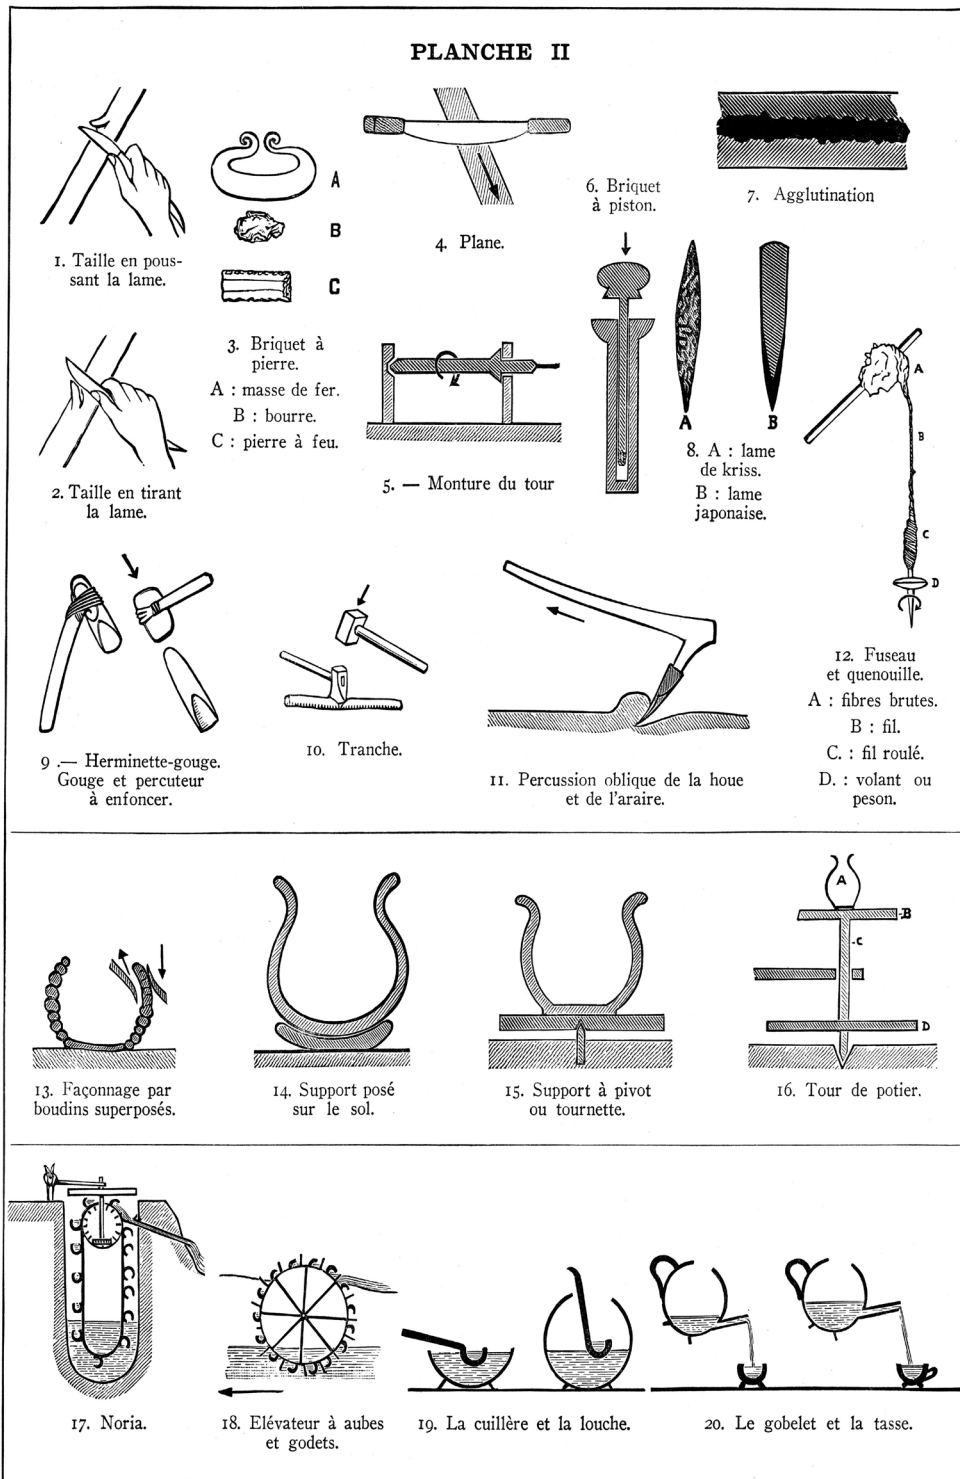 PLANCHE II
1. Taille en pous-
sant la lame.
A
B
C
3. Briquet à
pierre.
A : masse de fer.
B : bourre.
C : pierre à feu.
4. Plane.
6. Briquet
à piston.
7. Agglutination
2. Taille en tirant
la lame.
5. — Monture du tour
A
B
8. A : lame
de kriss.
B : lame
japonaise.
A
B
C
D
12. Fuseau
et quenouille.
A : fibres brutes.
B : fil.
C. : fil roulé.
D. : volant ou
peson.
9 .— Herminette-gouge.
Gouge et percuteur
à enfoncer.
10. Tranche.
11. Percussion oblique de la houe
et de l'araire.
13. Façonnage par
boudins superposés.
14. Support posé
sur le sol.
15. Support à pivot
ou tournette.
A
B
C
D
16. Tour de potier.
17. Noria.
18. Elévateur à aubes
et godets.
19. La cuillère et la louche.
20. Le gobelet et la tasse.